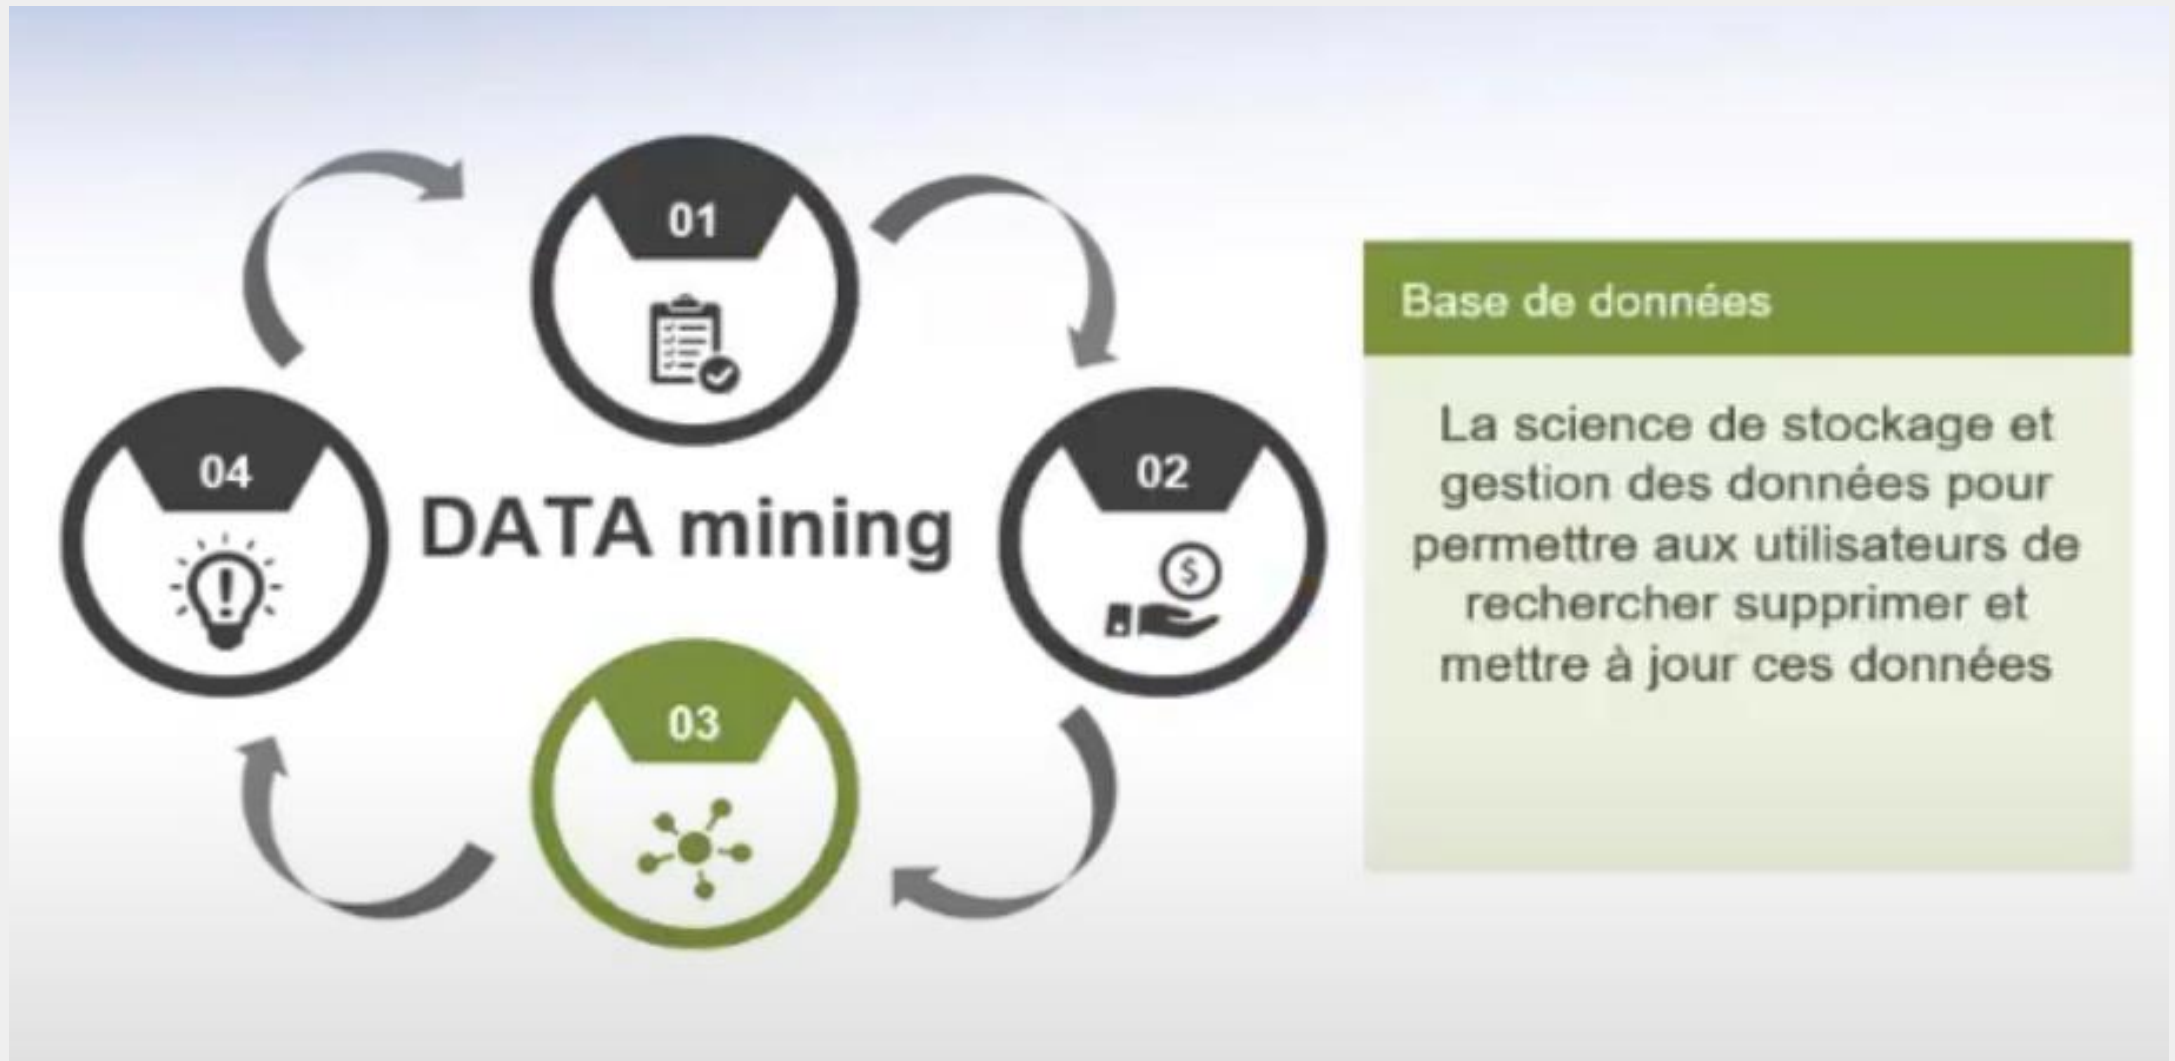 01
02
03
04
DATA mining
Base de données
La science de stockage et
gestion des données pour
permettre aux utilisateurs de
rechercher supprimer et
mettre à jour ces données